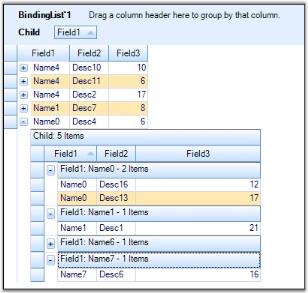 BindingList`1 Drag a column header here to group by that column.
Child Field1
Field1 Field2 Field3
Name4 Desc10 10
Name4 Desc11 6
Name4 Desc2 17
Name1 Desc7 8
Name0 Desc4 6
Child: 5 Items
Field1 Field2 Field3
Field1: Name0 - 2 Items
Name0 Desc16 12
Name0 Desc13 17
Field1: Name1 - 1 Items
Name1 Desc1 21
Field1: Name6 - 1 Items
Field1: Name7 - 1 Items
Name7 Desc6 16